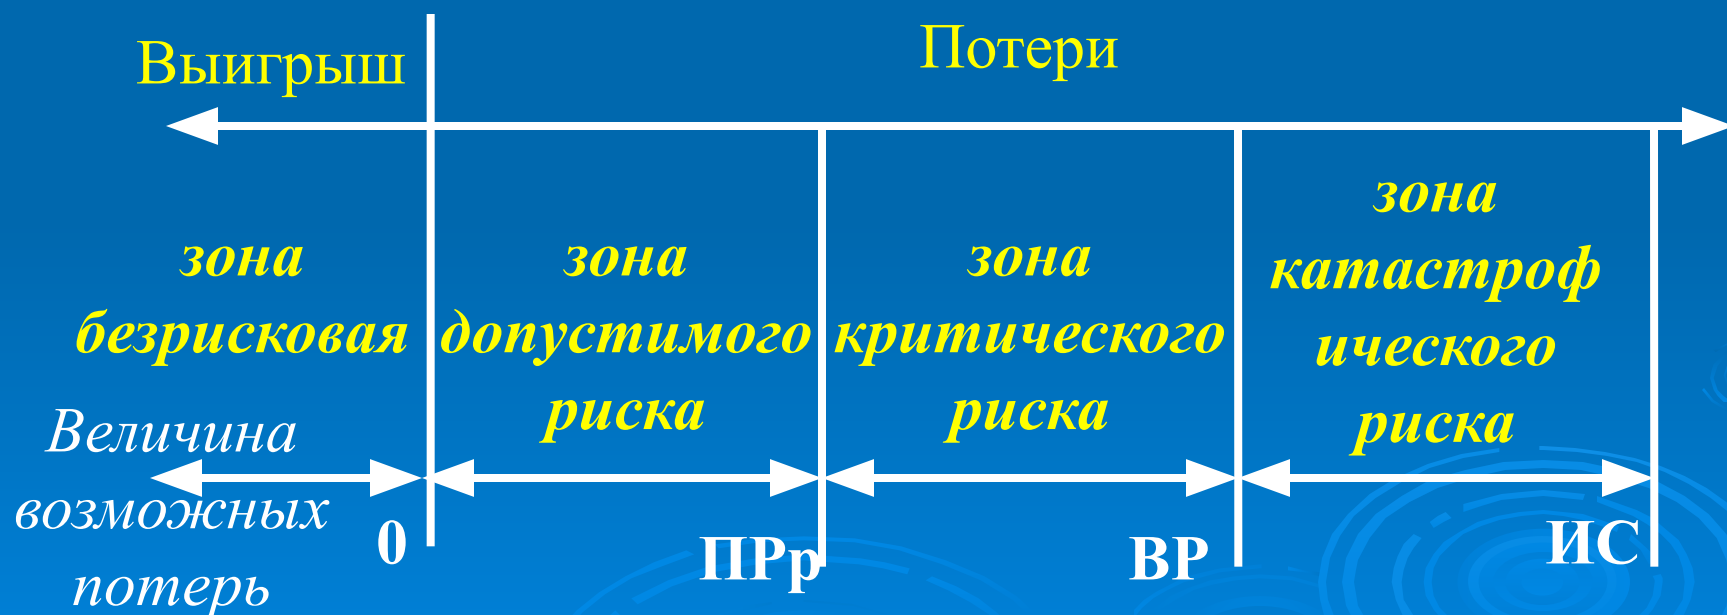 Выигрыш
Потери
зона
безрисковая
зона
допустимого
риска
зона
критического
риска
зона
катастроф
ического
риска
Величина
возможных
потерь
0
ПРр
ВР
ИС